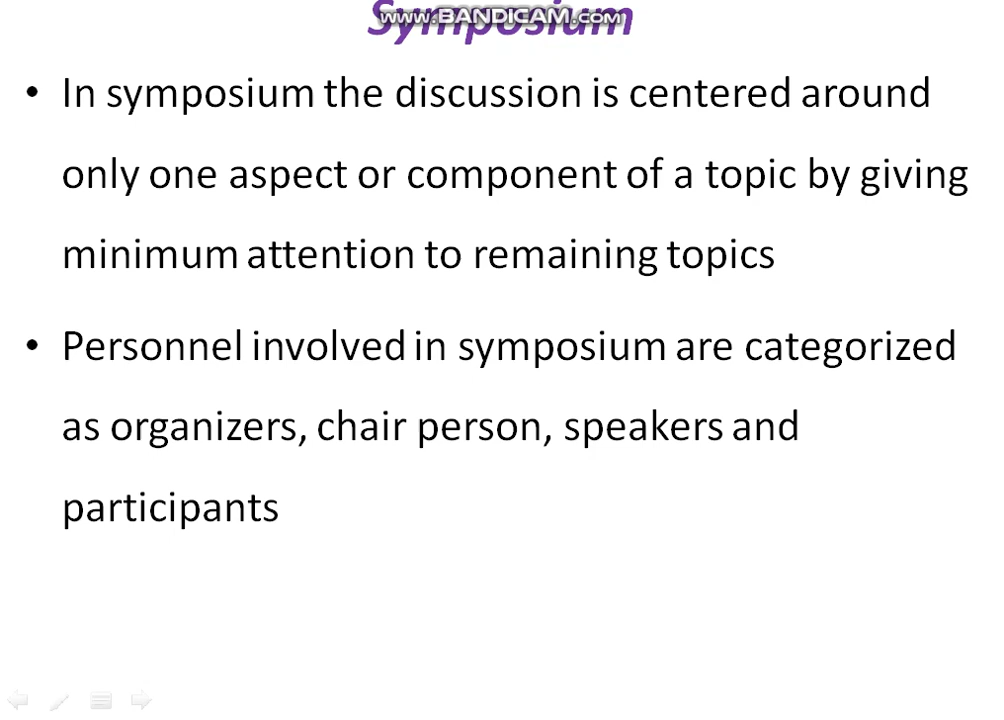 Symposium
www.BANDICAM.com
• In symposium the discussion is centered around
only one aspect or component of a topic by giving
minimum attention to remaining topics
• Personnel involved in symposium are categorized
as organizers, chair person, speakers and
participants